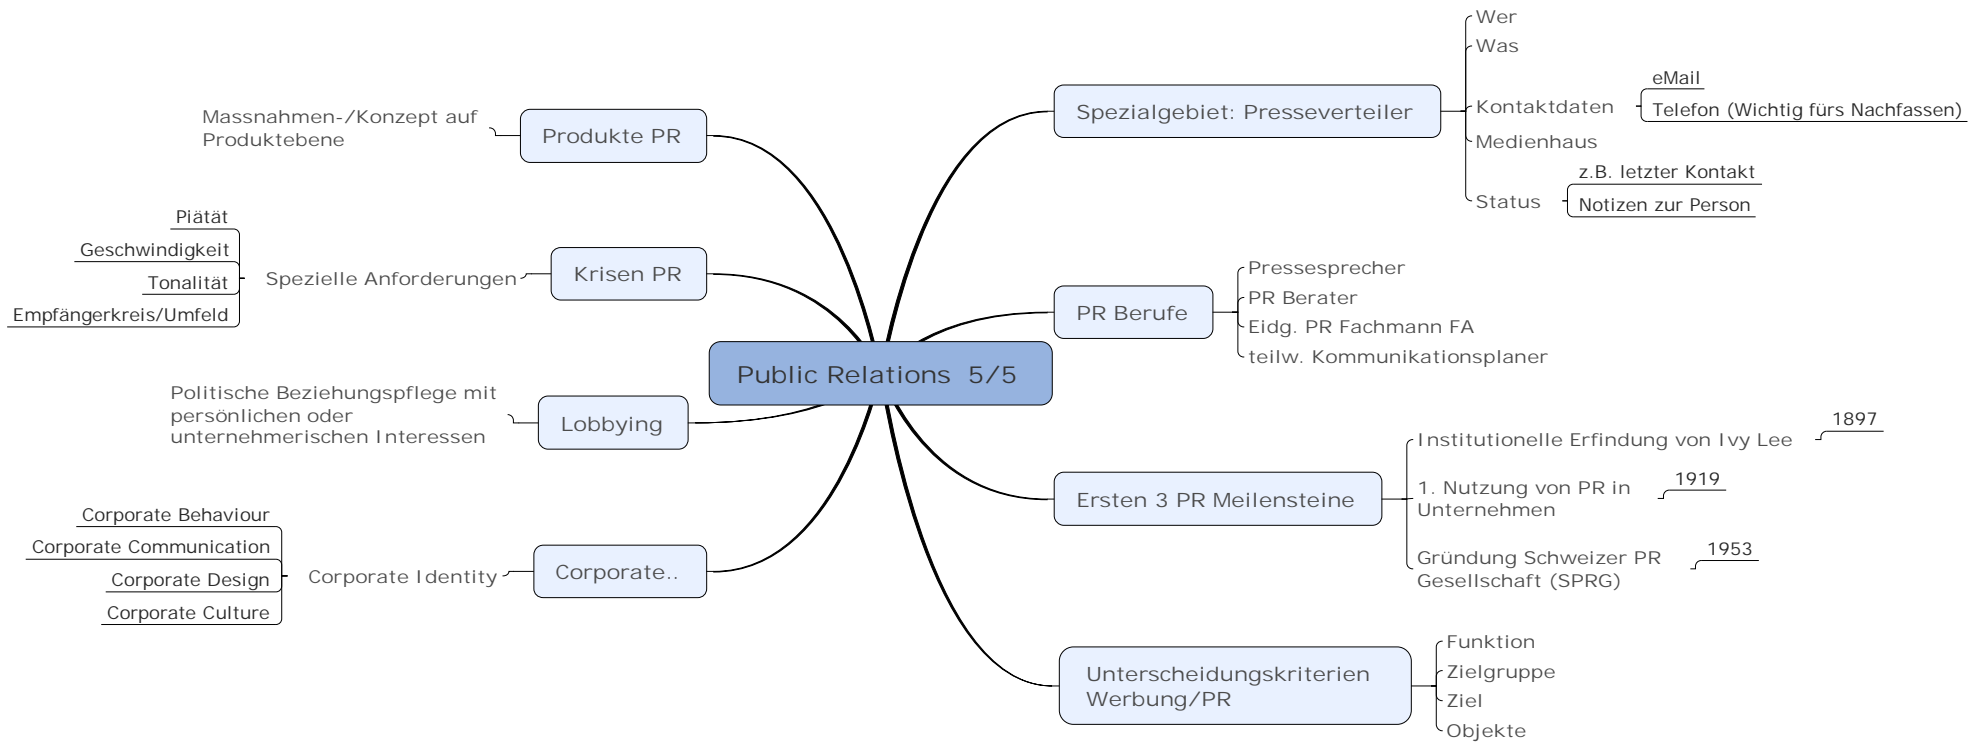 Public Relations 5/5
Produkte PR
Massnahmen-/Konzept auf
Produktebene
Krisen PR
Spezielle Anforderungen
Piätät
Geschwindigkeit
Tonalität
Empfängerkreis/Umfeld
Lobbying
Politische Beziehungspflege mit
persönlichen oder
unternehmerischen Interessen
Corporate..
Corporate Identity
Corporate Behaviour
Corporate Communication
Corporate Design
Corporate Culture
Spezialgebiet: Presseverteiler
Wer
Was
Kontaktdaten
eMail
Telefon (Wichtig fürs Nachfassen)
Medienhaus
Status
z.B. letzter Kontakt
Notizen zur Person
PR Berufe
Pressesprecher
PR Berater
Eidg. PR Fachmann FA
teilw. Kommunikationsplaner
Ersten 3 PR Meilensteine
Institutionelle Erfindung von Ivy Lee
1897
1. Nutzung von PR in
Unternehmen
1919
Gründung Schweizer PR
Gesellschaft (SPRG)
1953
Unterscheidungskriterien
Werbung/PR
Funktion
Zielgruppe
Ziel
Objekte